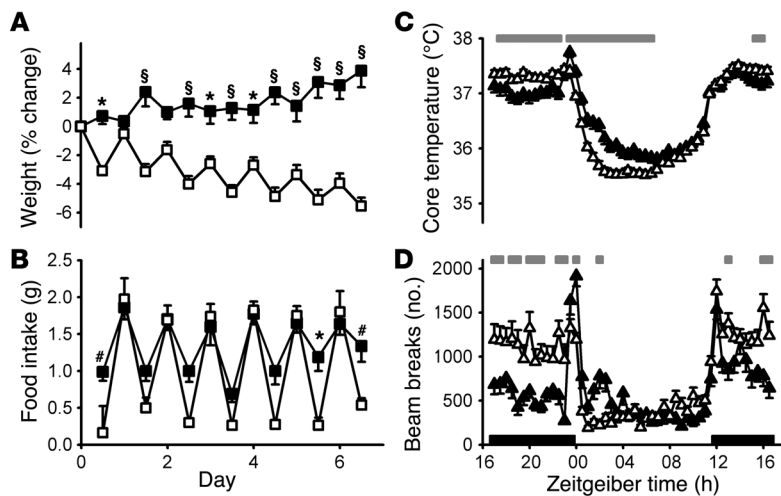 A
Weight (% change)
4
2
0
-2
-4
-6
* § § * § * § § § §
B
Food intake (g)
2.5
2.0
1.5
1.0
0.5
0.0
# * #
0 2 4 6
Day
C
Core temperature (°C)
38
37
36
35
D
Beam breaks (no.)
2000
1500
1000
500
0
16 20 00 04 08 12 16
Zeitgeiber time (h)